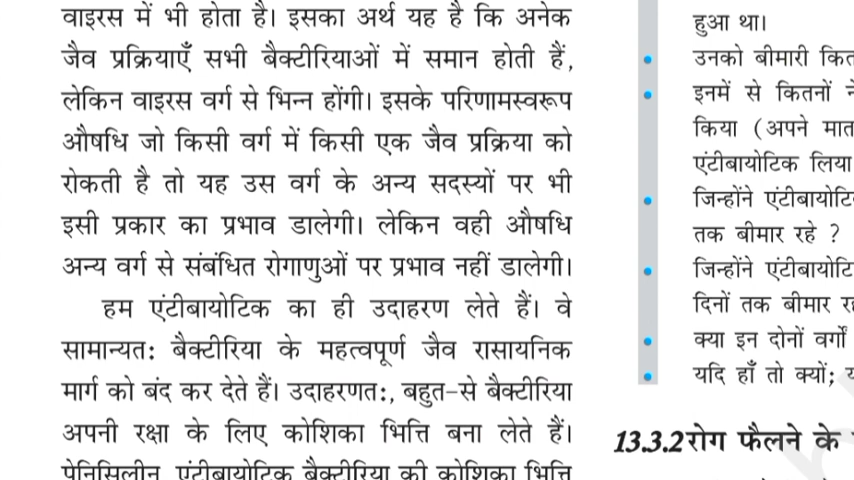 वाइरस में भी होता है। इसका अर्थ यह है कि अनेक
जैव प्रक्रियाएँ सभी बैक्टीरियाओं में समान होती हैं,
लेकिन वाइरस वर्ग से भिन्न होंगी। इसके परिणामस्वरूप
औषधि जो किसी वर्ग में किसी एक जैव प्रक्रिया को
रोकती है तो यह उस वर्ग के अन्य सदस्यों पर भी
इसी प्रकार का प्रभाव डालेगी। लेकिन वही औषधि
अन्य वर्ग से संबंधित रोगाणुओं पर प्रभाव नहीं डालेगी।
हम एंटीबायोटिक का ही उदाहरण लेते हैं। वे
सामान्यत: बैक्टीरिया के महत्वपूर्ण जैव रासायनिक
मार्ग को बंद कर देते हैं। उदाहरणत:, बहुत-से बैक्टीरिया
अपनी रक्षा के लिए कोशिका भित्ति बना लेते हैं।
पेनिसिलीन एंटीबायोटिक बैक्टीरिया की कोशिका भित्ति
हुआ था।
उनको बीमारी
इनमें से कितनों
किया (अपने
एंटीबायोटिक लिया
जिन्होंने
तक बीमार रहे ?
जिन्होंने
दिनों तक बीमार
क्या इन दोनों वर्गों
यदि हाँ तो क्यों;
13.3.2 रोग फैलने के